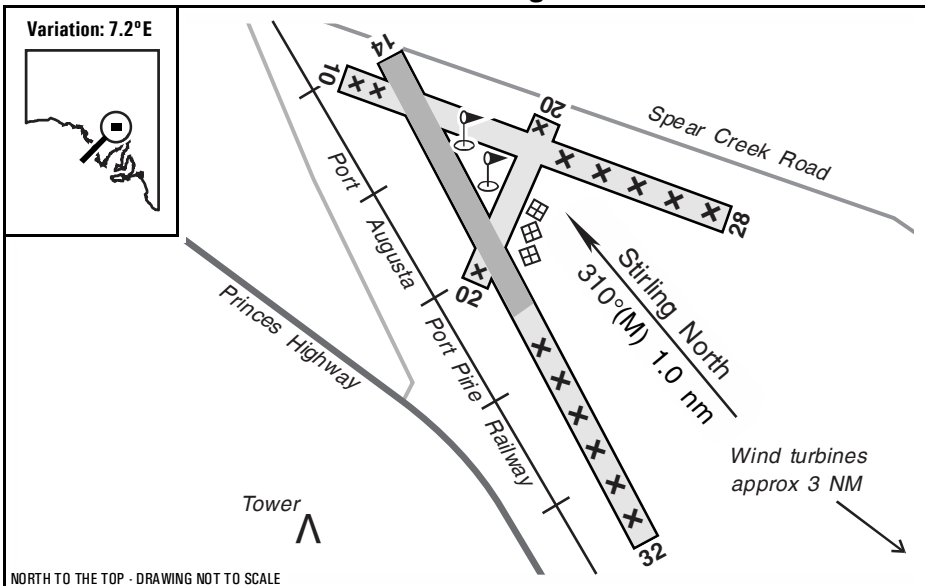 Variation: 7.2°E
14
10
20
Spear Creek Road
28
02
Port Augusta Port Pirie Railway
Princes Highway
Stirling North
310°(M) 1.0 nm
Wind turbines
approx 3 NM
Tower
32
NORTH TO THE TOP - DRAWING NOT TO SCALE